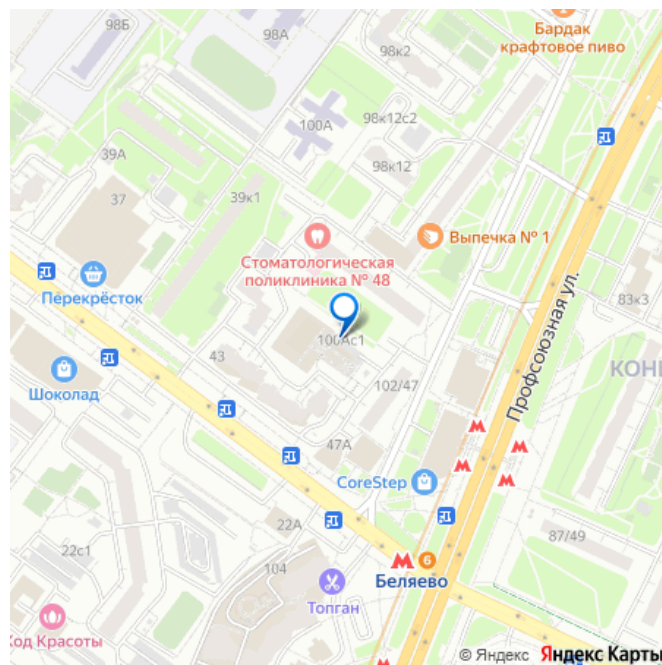 98Б
98А
98к2
Бардак
крафтовое пиво
100А
98к12с2
39А
98к12
37
39к1
Стоматологическая
поликлиника № 48
Выпечка № 1
Перекрёсток
Профсоюзная ул.
83к3
100Ас1
43
Шоколад
102/47
КОНЬ
47А
CoreStep
22А
87/49
22с1
104
6
Беляево
Топган
Код Красоты
© Яндекс Яндекс Карты